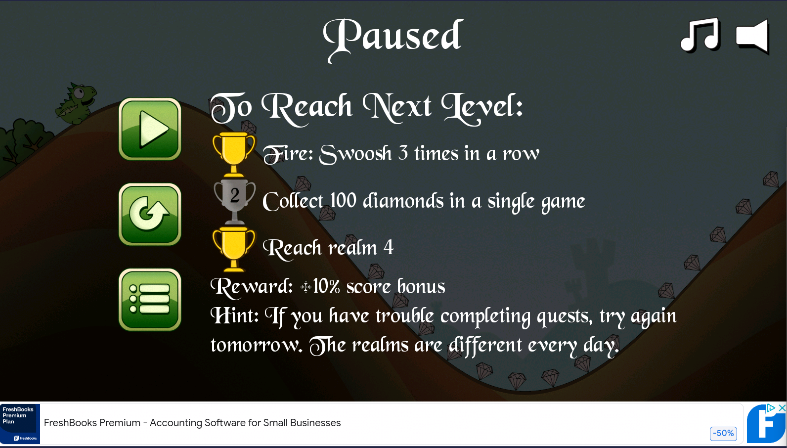 Paused
To Reach Next Level:
Fire: Swoosh 3 times in a row
2
Collect 100 diamonds in a single game
Reach realm 4
Reward: +10% score bonus
Hint: If you have trouble completing quests, try again
tomorrow. The realms are different every day.
FreshBooks
Premium
Plan
FreshBooks
FreshBooks Premium - Accounting Software for Small Businesses
-50%
F